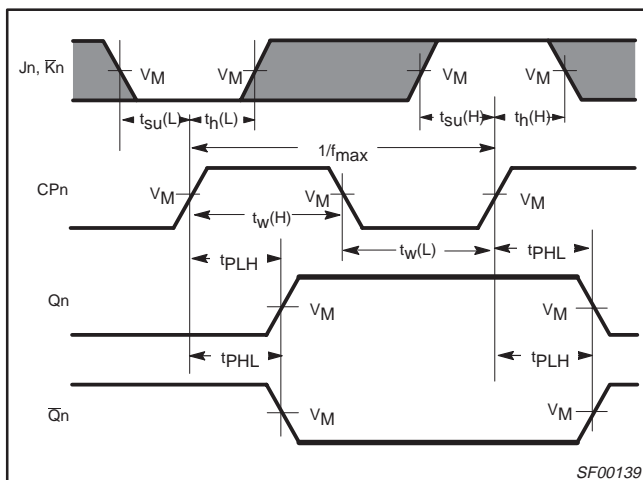 Jn, K̅n
VM VM VM VM
tsu(L) th(L) tsu(H) th(H)
1/fmax
CPn
VM VM VM
tw(H)
tw(L)
tPLH tPHL
Qn
VM VM
tPHL tPLH
Q̅n
VM VM
SF00139